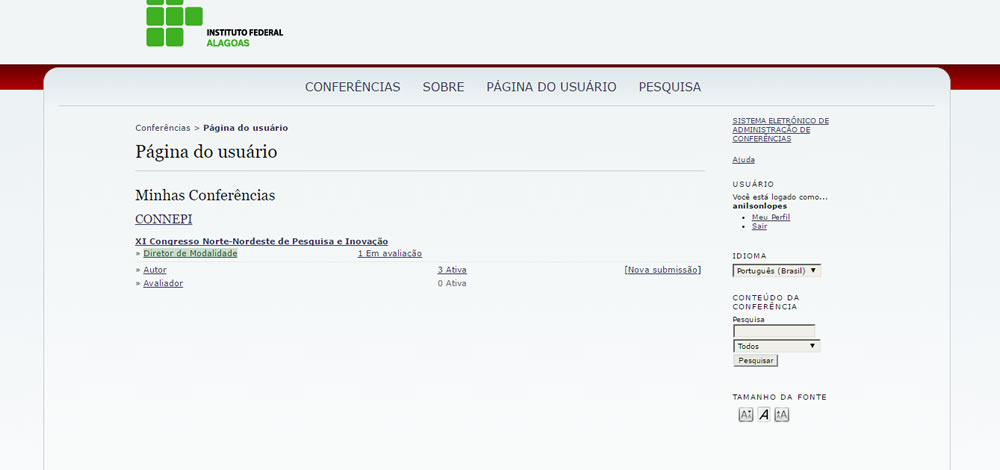 INSTITUTO FEDERAL
ALAGOAS
CONFERÊNCIAS SOBRE PÁGINA DO USUÁRIO PESQUISA
Conferências > Página do usuário
Página do usuário
Minhas Conferências
CONNEPI
XI Congresso Norte-Nordeste de Pesquisa e Inovação
» Diretor de Modalidade 1 Em avaliação
» Autor 3 Ativa [Nova submissão]
» Avaliador 0 Ativa
SISTEMA ELETRÔNICO DE
ADMINISTRAÇÃO DE
CONFERÊNCIAS
Ajuda
USUÁRIO
Você está logado como...
anilsonlopes
Meu Perfil
Sair
IDIOMA
Português (Brasil)
CONTEÚDO DA
CONFERÊNCIA
Pesquisa
Todos
Pesquisar
TAMANHO DA FONTE
A A A